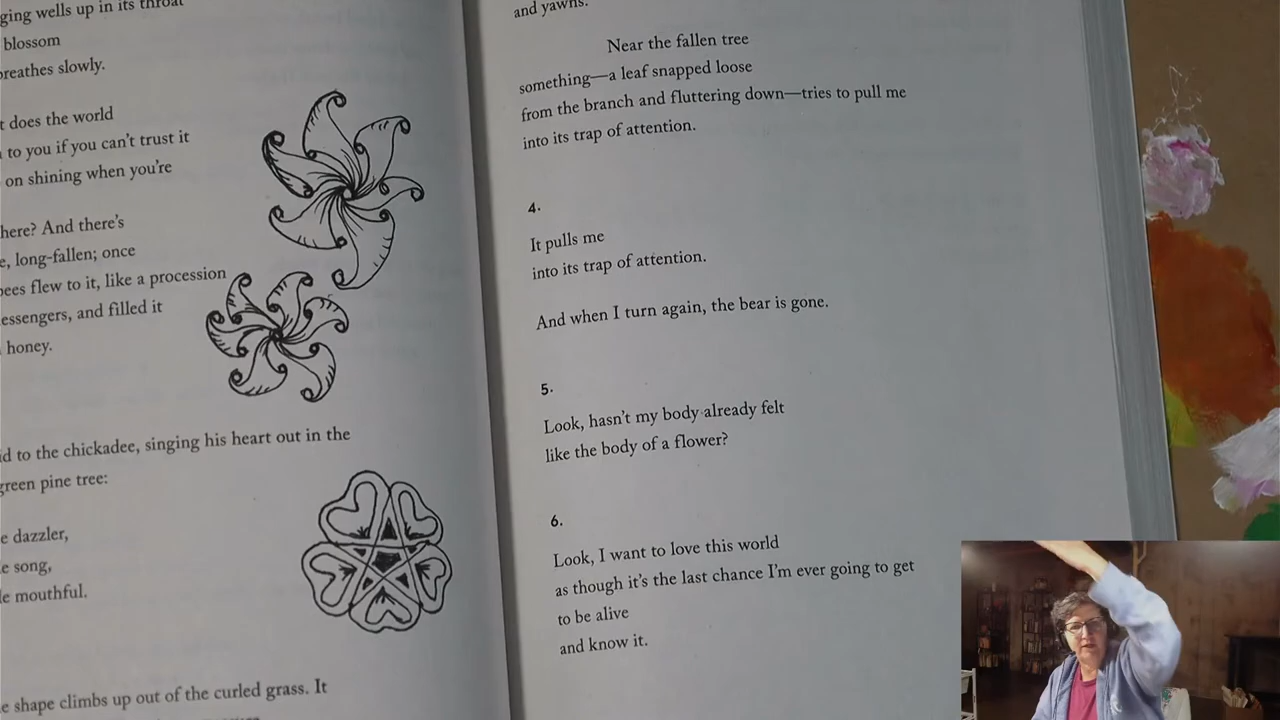 ging wells up in its throat
blossom
breathes slowly.
t does the world
to you if you can't trust it
on shining when you're
here? And there's
e, long-fallen; once
bees flew to it, like a procession
essengers, and filled it
honey.
id to the chickadee, singing his heart out in the
green pine tree:
e dazzler,
e song,
le mouthful.
e shape climbs up out of the curled grass. It
and yawns.
Near the fallen tree
something—a leaf snapped loose
from the branch and fluttering down—tries to pull me
into its trap of attention.
4.
It pulls me
into its trap of attention.
And when I turn again, the bear is gone.
5.
Look, hasn't my body already felt
like the body of a flower?
6.
Look, I want to love this world
as though it's the last chance I'm ever going to get
to be alive
and know it.